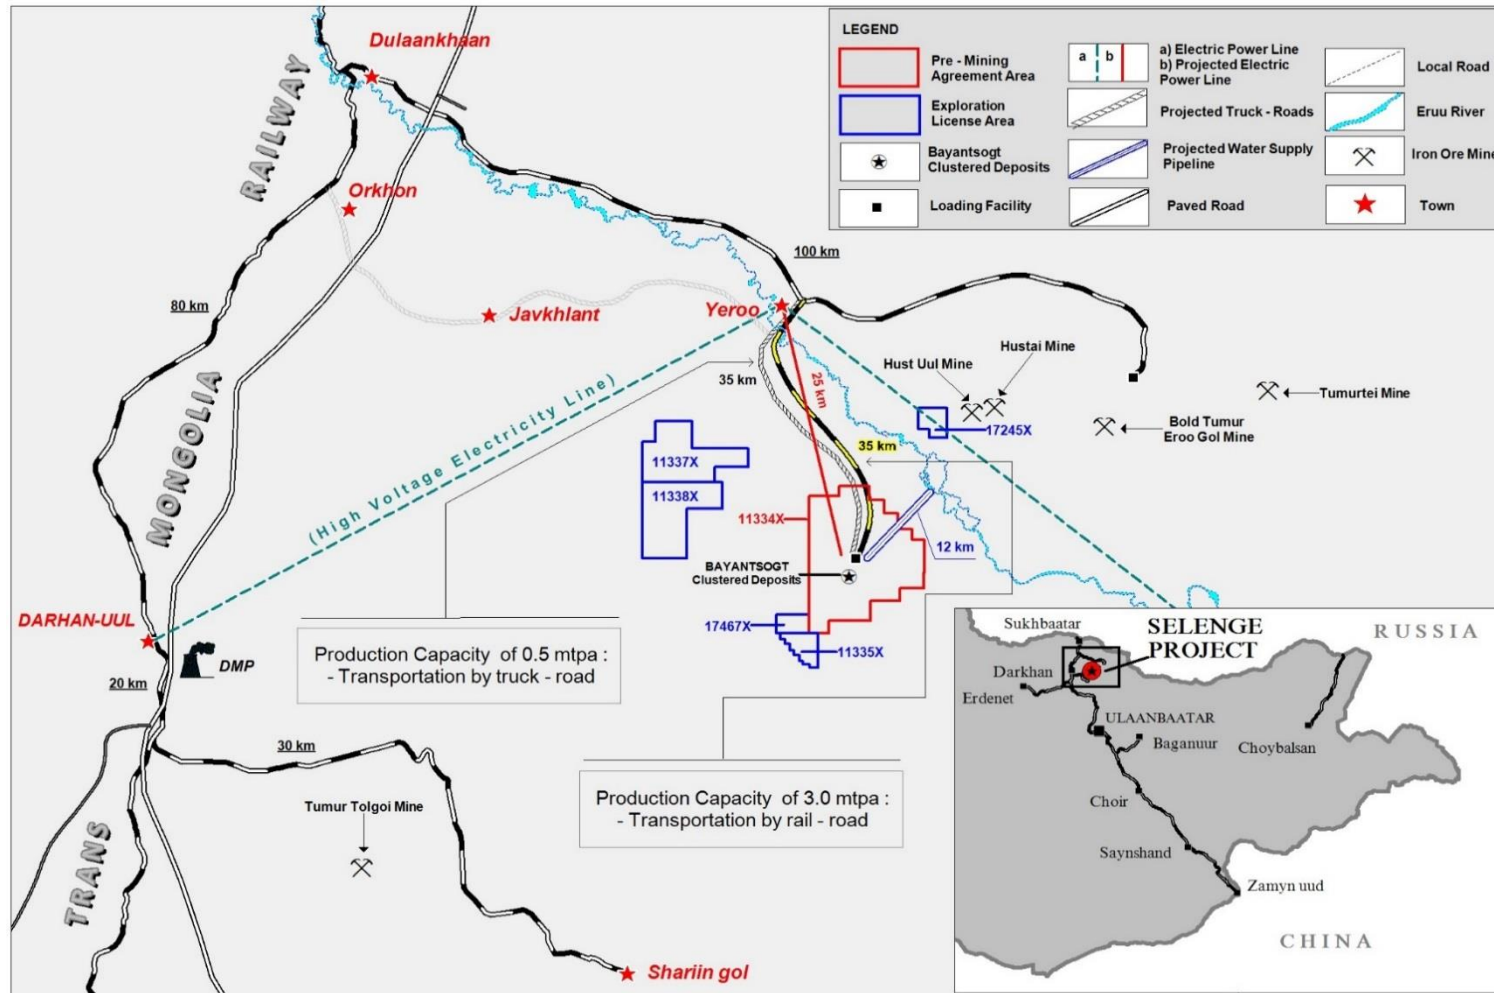 Dulaankhaan
RAILWAY
Orkhon
80 km
Javkhlant
100 km
Yeroo
MONGOLIA
35 km
25 km
35 km
(High Voltage Electricity Line)
Hust Uul Mine
Hustai Mine
17245X
Tumurtei Mine
Bold Tumur
Eroo Gol Mine
11337X
11338X
11334X
12 km
BAYANTSOGT
Clustered Deposits
17467X
11335X
DARHAN-UUL
DMP
20 km
30 km
Production Capacity of 0.5 mtpa :
- Transportation by truck - road
Production Capacity of 3.0 mtpa :
- Transportation by rail - road
Tumur Tolgoi Mine
TRANS
Shariin gol
LEGEND
Pre - Mining
Agreement Area
Exploration
License Area
Bayantsogt
Clustered Deposits
Loading Facility
a b
a) Electric Power Line
b) Projected Electric
Power Line
Projected Truck - Roads
Projected Water Supply
Pipeline
Paved Road
Local Road
Eruu River
Iron Ore Mine
Town
Sukhbaatar
SELENGE
PROJECT
RUSSIA
Darkhan
Erdenet
ULAANBAATAR
Baganuur
Choybalsan
Choir
Saynshand
Zamyn uud
CHINA